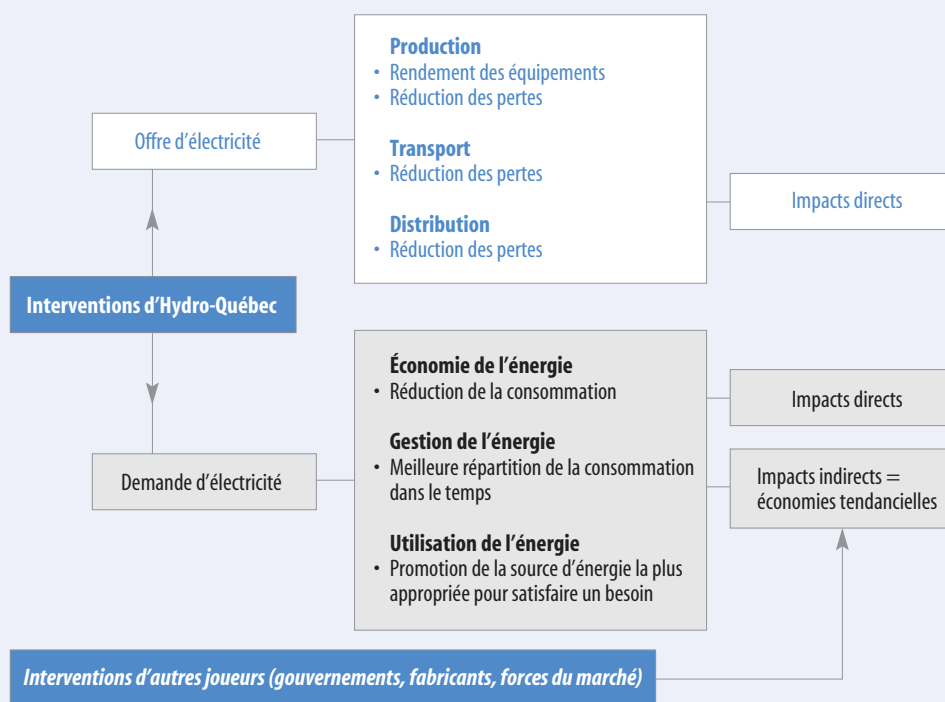 Production
• Rendement des équipements
• Réduction des pertes
Offre d'électricité
Transport
• Réduction des pertes
Impacts directs
Distribution
• Réduction des pertes
Interventions d'Hydro-Québec
Économie de l'énergie
• Réduction de la consommation
Impacts directs
Gestion de l'énergie
• Meilleure répartition de la consommation
dans le temps
Demande d'électricité
Impacts indirects =
économies tendancielles
Utilisation de l'énergie
• Promotion de la source d'énergie la plus
appropriée pour satisfaire un besoin
Interventions d'autres joueurs (gouvernements, fabricants, forces du marché)